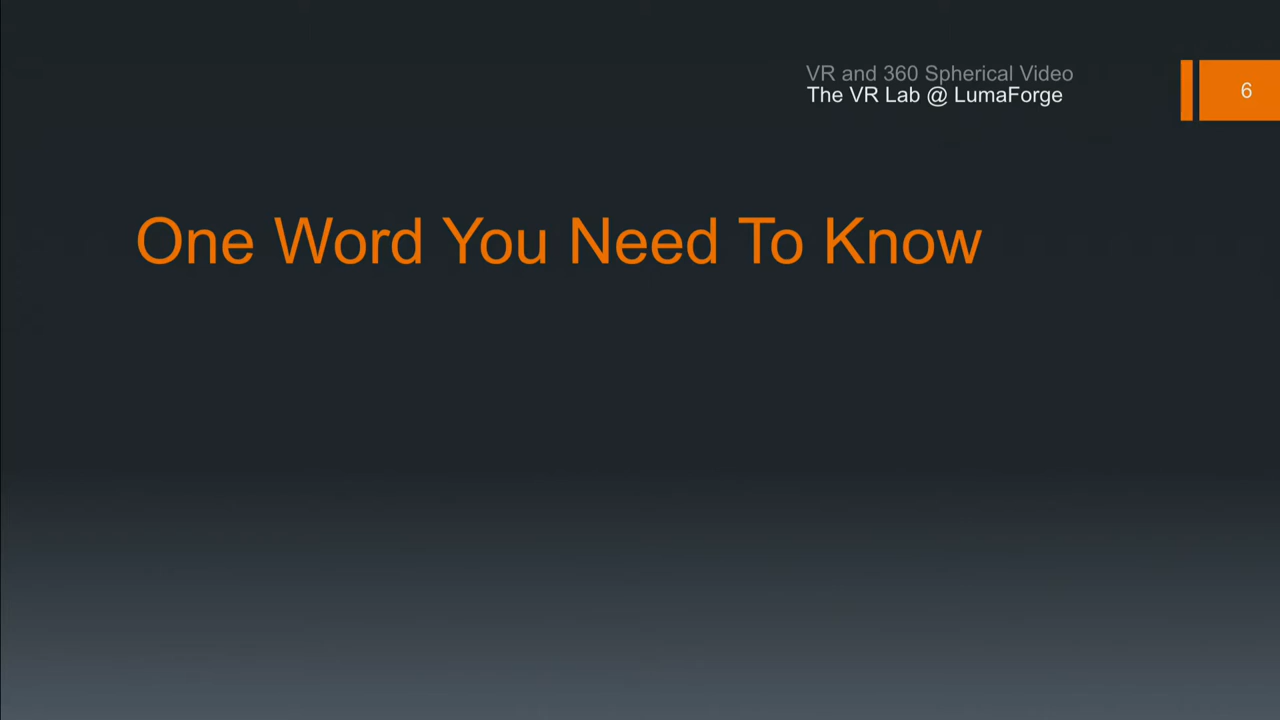 VR and 360 Spherical Video
The VR Lab @ LumaForge
6
One Word You Need To Know